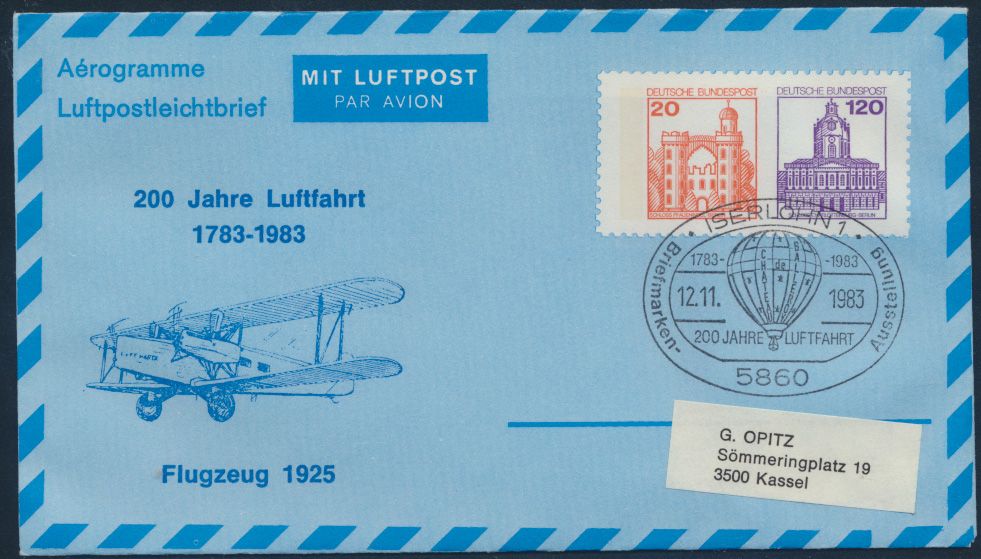 Aérogramme
Luftpostleichtbrief
MIT LUFTPOST
PAR AVION
DEUTSCHE BUNDESPOST
20
DEUTSCHE BUNDESPOST
120
200 Jahre Luftfahrt
1783-1983
ISERLOHN 1
Briefmarken-
Ausstellung
1783-
-1983
de
12.11.
1983
200 JAHRE LUFTFAHRT
5860
Flugzeug 1925
G. OPITZ
Sömmeringplatz 19
3500 Kassel